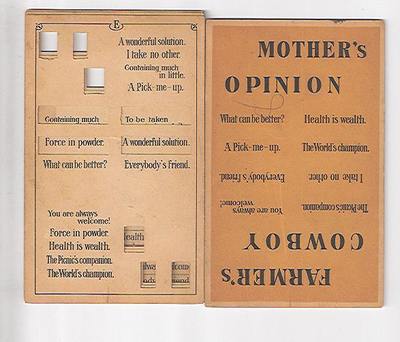 S E
A wonderful solution.
I take no other.
Containing much
in little.
A Pick-me-up.
Containing much
To be taken
Force in powder.
A wonderful solution.
What can be better?
Everybody's friend.
You are always
welcome!
Force in powder.
Health is wealth.
The Picnic's companion.
The World's champion.
ealth
lwa
com
MOTHER'S
OPINION
What can be better?
Health is wealth.
A Pick-me-up.
The World's champion.
Everybody's friend.
I take no other.
You are always
welcome!
The Picnic's companion.
COWBOY
FARMER'S